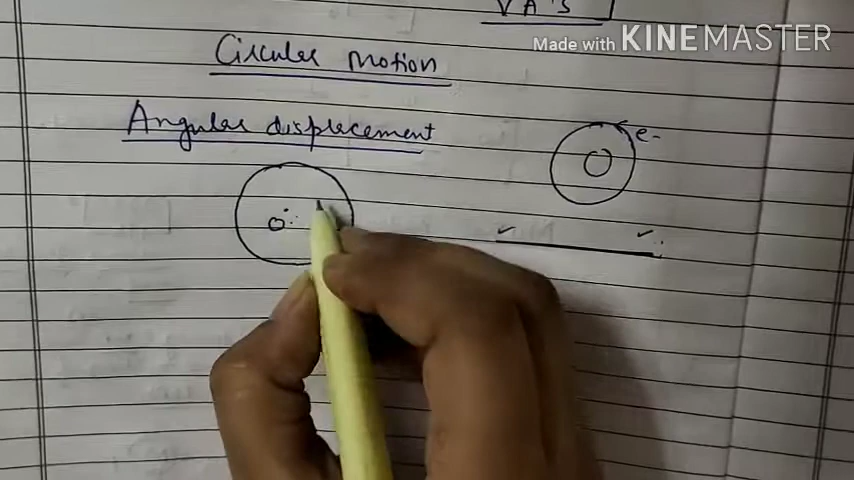 VA'S
Made with KINEMASTER
Circular motion
Angular displacement
e-
o